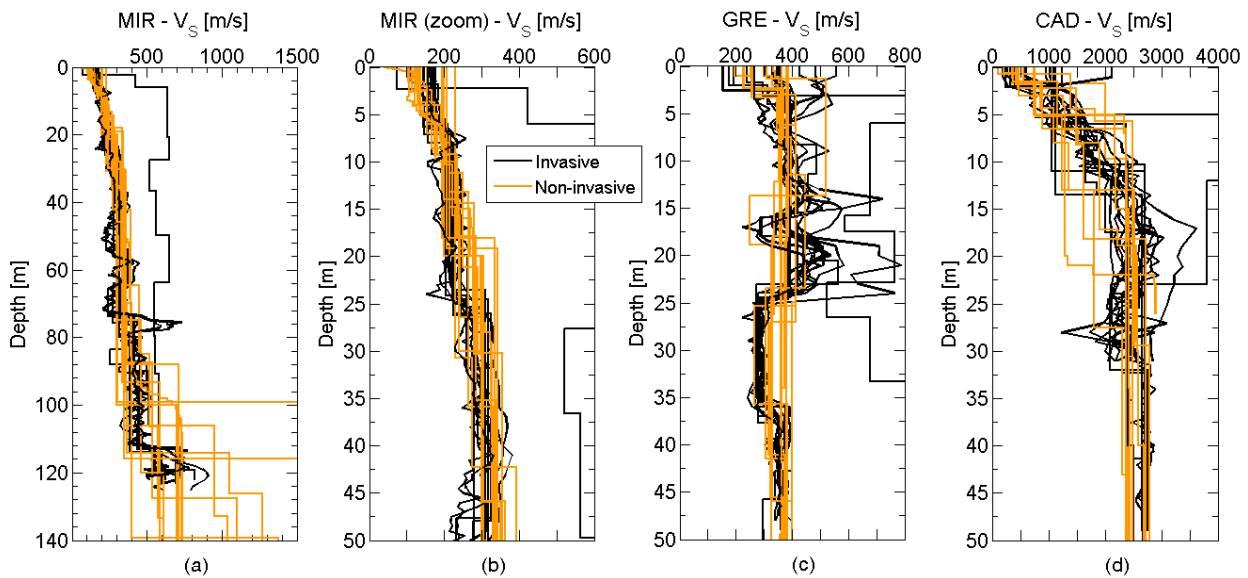 MIR - V_S [m/s]
500 1000 1500
0
20
40
60
80
100
120
140
Depth [m]
(a)
MIR (zoom) - V_S [m/s]
0 200 400 600
0
5
10
15
20
25
30
35
40
45
50
Depth [m]
Invasive
Non-invasive
(b)
GRE - V_S [m/s]
0 200 400 600 800
0
5
10
15
20
25
30
35
40
45
50
Depth [m]
(c)
CAD - V_S [m/s]
0 1000 2000 3000 4000
0
5
10
15
20
25
30
35
40
45
50
Depth [m]
(d)